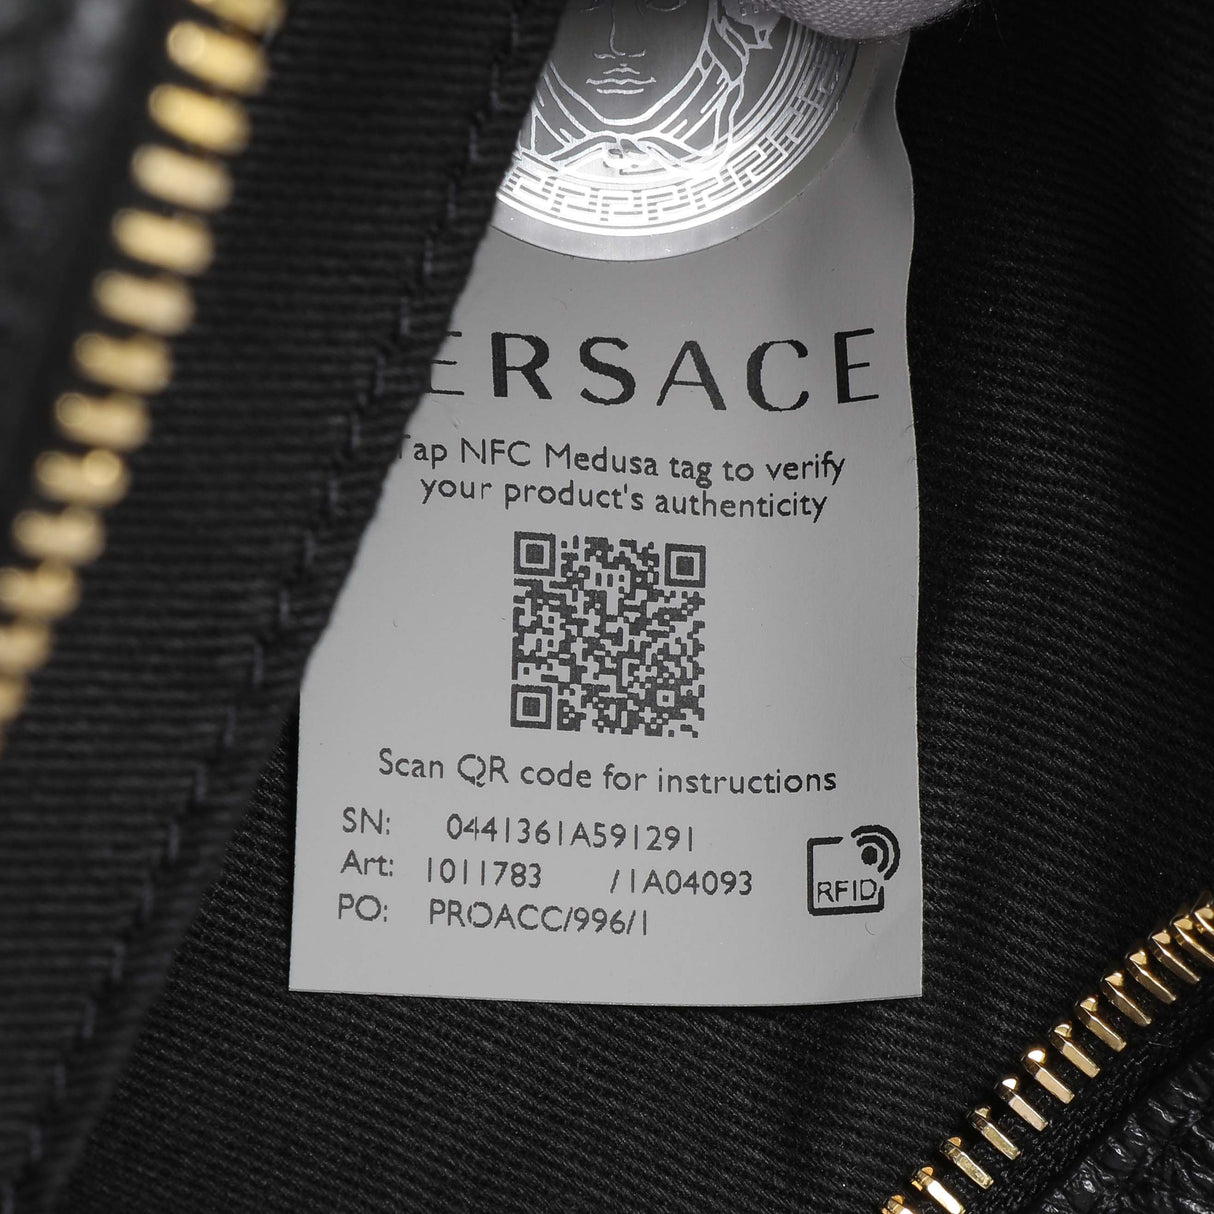 VERSACE
Tap NFC Medusa tag to verify
your product's authenticity
Scan QR code for instructions
SN: 0441361A591291
Art: 1011783 /1A04093
PO: PROACC/996/1
RFID